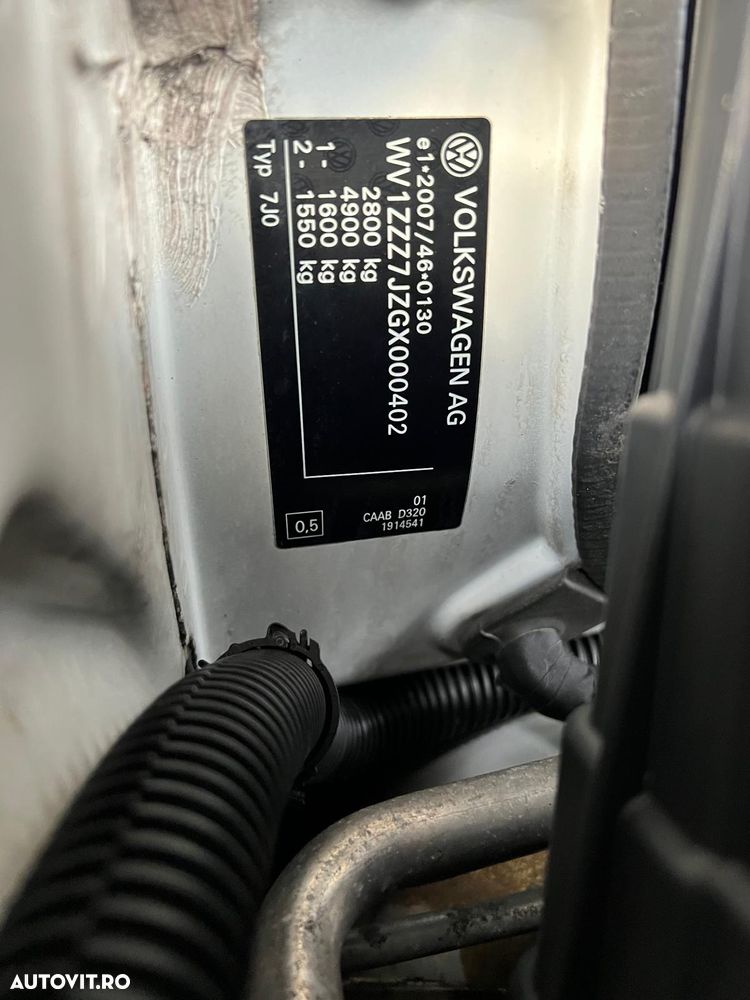 VOLKSWAGEN AG
e1*2007/46*0130
WV1ZZZ7JZGX000402
2800 kg
4900 kg
1- 1600 kg
2- 1550 kg
Typ 7J0
01
CAAB D320
1914541
0,5
AUTOVIT.RO